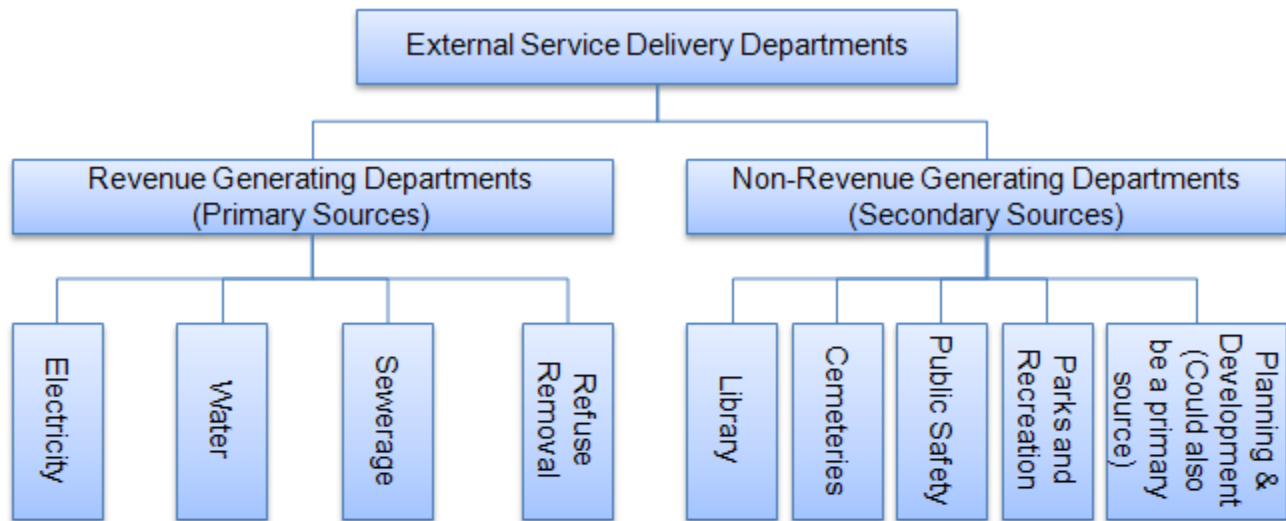 External Service Delivery Departments
Revenue Generating Departments
(Primary Sources)
Non-Revenue Generating Departments
(Secondary Sources)
Electricity
Water
Sewerage
Refuse
Removal
Library
Cemeteries
Public Safety
Parks and
Recreation
Planning &
Development
(Could also
be a primary
source)